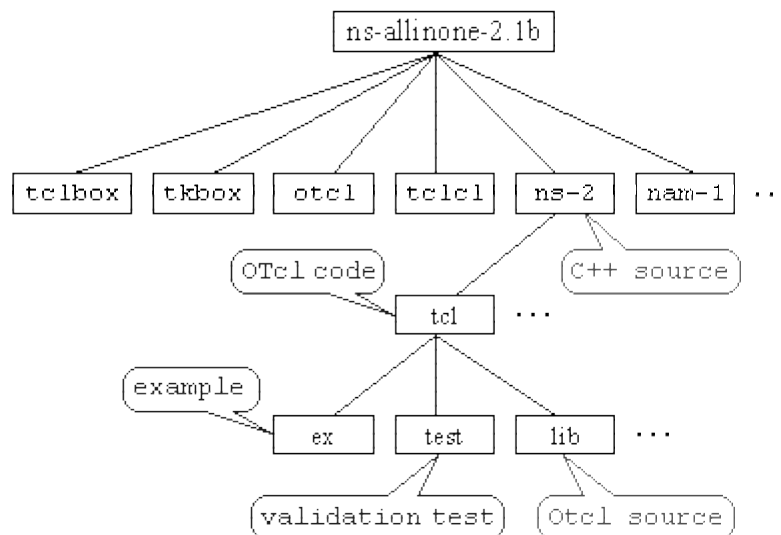 ns-allinone-2.1b
tclbox tkbox otcl tclcl ns-2 nam-1 ..
OTcl code C++ source
tcl ...
example
ex test lib ...
validation test Otcl source